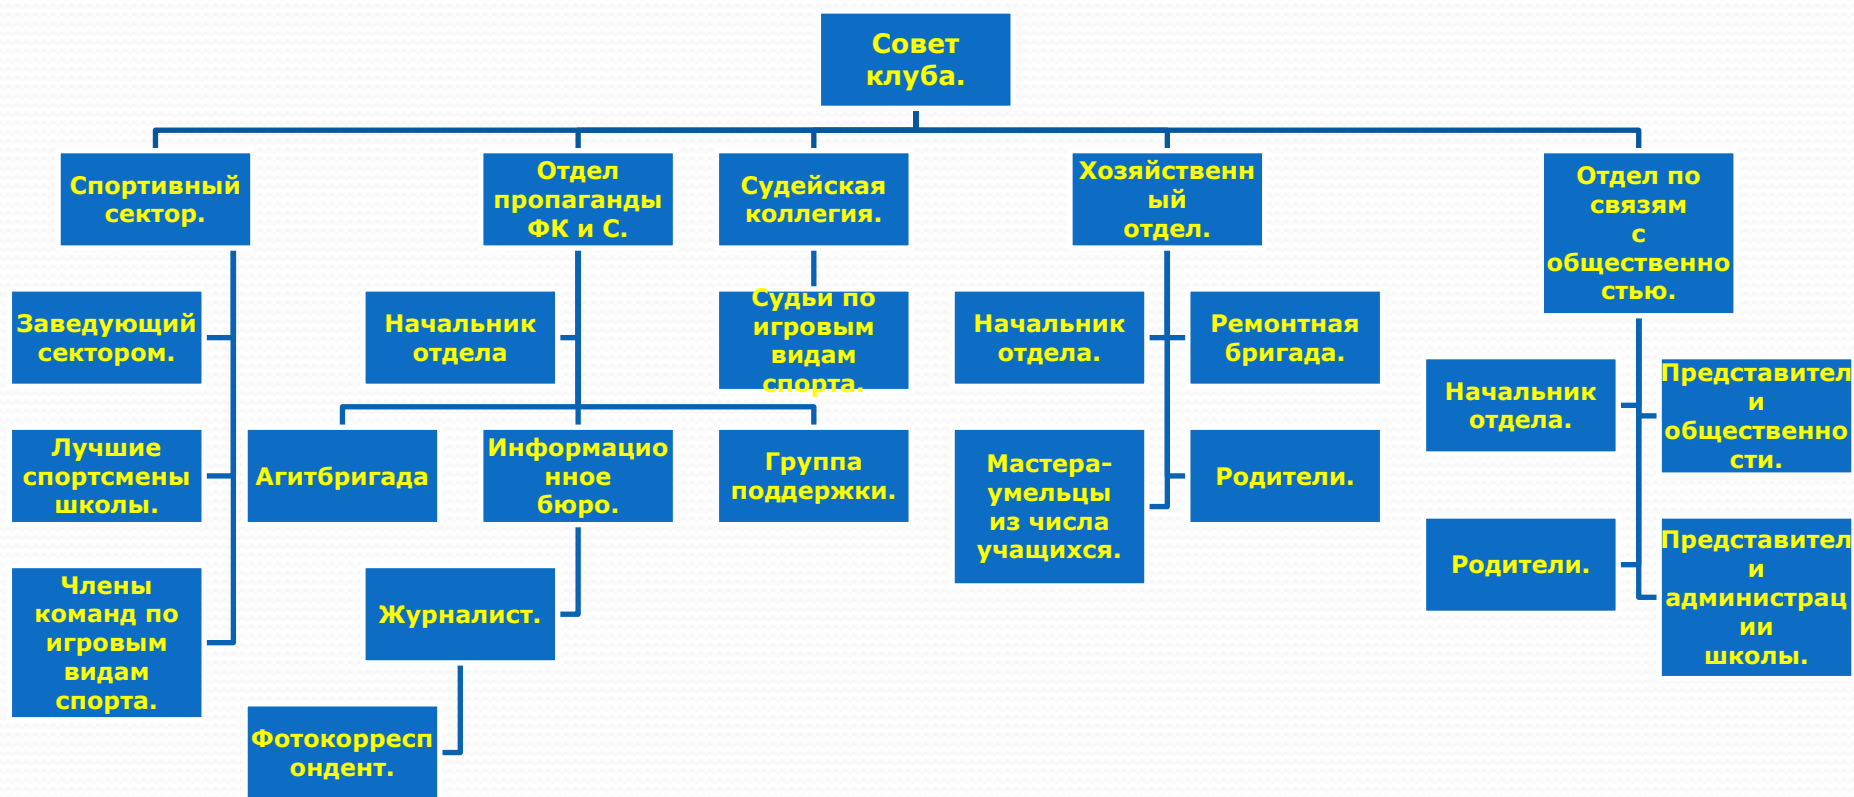 Совет
клуба.
Спортивный
сектор.
Отдел
пропаганды
ФК и С.
Судейская
коллегия.
Хозяйственн
ый
отдел.
Отдел по
связям
с
общественно
стью.
Заведующий
сектором.
Начальник
отдела
Судьи по
игровым
видам
спорта.
Начальник
отдела.
Ремонтная
бригада.
Начальник
отдела.
Представител
и
общественно
сти.
Лучшие
спортсмены
школы.
Агитбригада
Информацио
нное
бюро.
Группа
поддержки.
Мастера-
умельцы
из числа
учащихся.
Родители.
Родители.
Представител
и
администрац
ии
школы.
Члены
команд по
игровым
видам
спорта.
Журналист.
Фотокорресп
ондент.